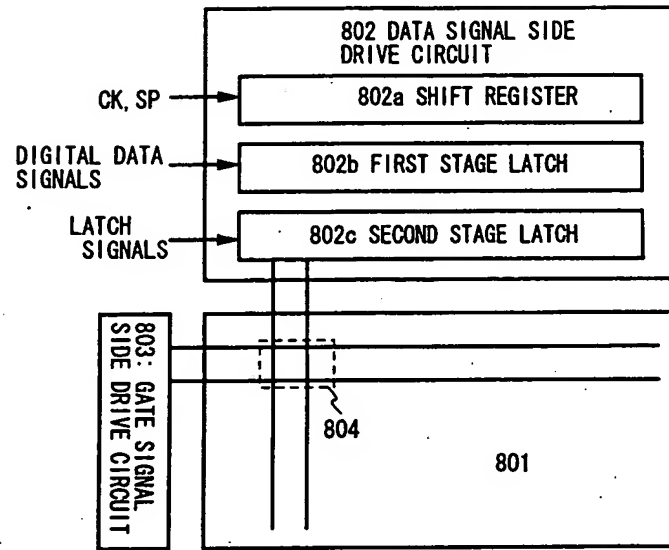 802 DATA SIGNAL SIDE
DRIVE CIRCUIT
CK, SP
802a SHIFT REGISTER
DIGITAL DATA
SIGNALS
802b FIRST STAGE LATCH
LATCH
SIGNALS
802c SECOND STAGE LATCH
803: GATE SIGNAL
SIDE DRIVE CIRCUIT
804
801